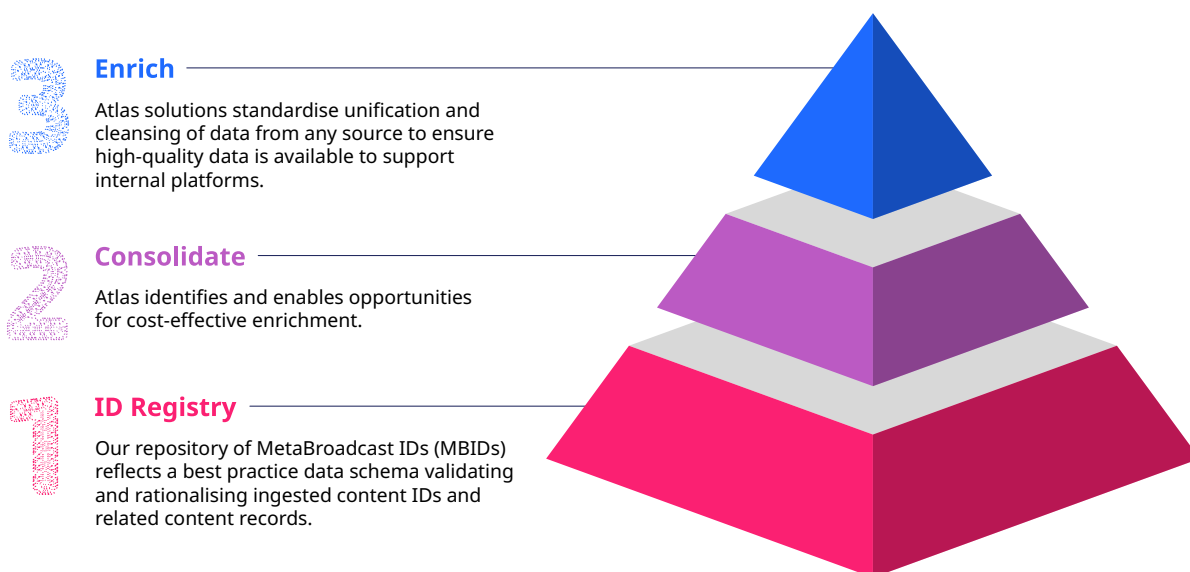 3
Enrich
Atlas solutions standardise unification and
cleansing of data from any source to ensure
high-quality data is available to support
internal platforms.
2
Consolidate
Atlas identifies and enables opportunities
for cost-effective enrichment.
1
ID Registry
Our repository of MetaBroadcast IDs (MBIDs)
reflects a best practice data schema validating
and rationalising ingested content IDs and
related content records.